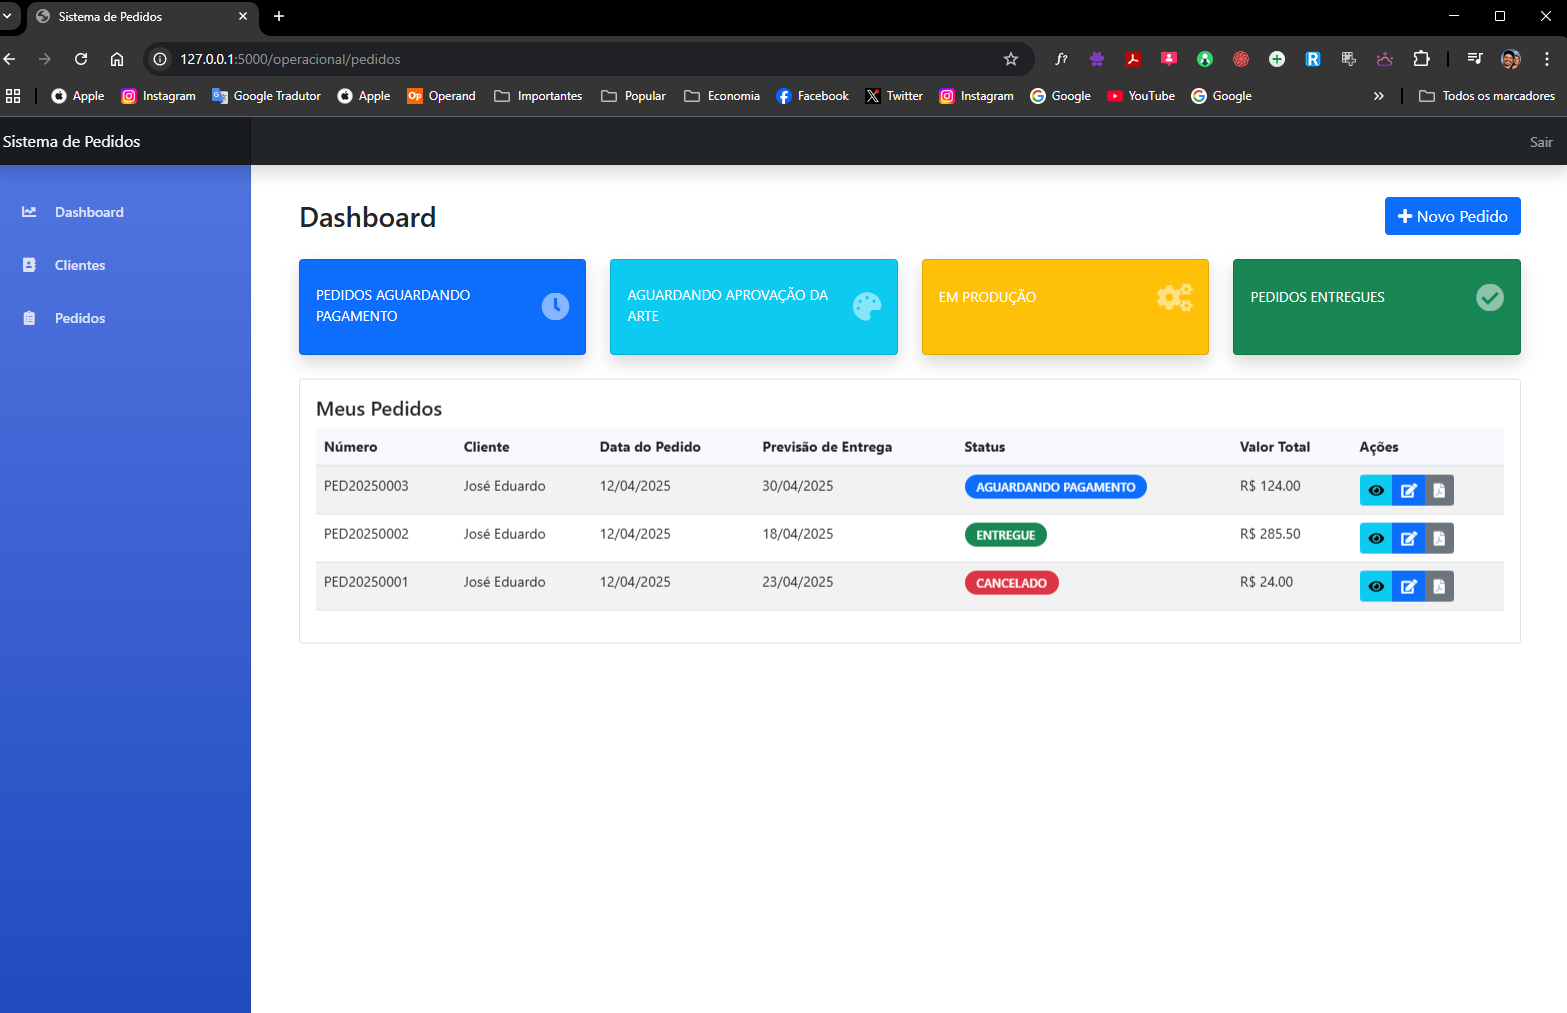 Sistema de Pedidos
127.0.0.1:5000/operacional/pedidos
Apple Instagram Google Tradutor Apple Operand Importantes Popular Economia Facebook Twitter Instagram Google YouTube Google » Todos os marcadores
Sistema de Pedidos Sair
Dashboard
Clientes
Pedidos
Dashboard
Novo Pedido
PEDIDOS AGUARDANDO
PAGAMENTO
AGUARDANDO APROVAÇÃO DA
ARTE
EM PRODUÇÃO
PEDIDOS ENTREGUES
Meus Pedidos
Número Cliente Data do Pedido Previsão de Entrega Status Valor Total Ações
PED20250003 José Eduardo 12/04/2025 30/04/2025 AGUARDANDO PAGAMENTO R$ 124.00
PED20250002 José Eduardo 12/04/2025 18/04/2025 ENTREGUE R$ 285.50
PED20250001 José Eduardo 12/04/2025 23/04/2025 CANCELADO R$ 24.00